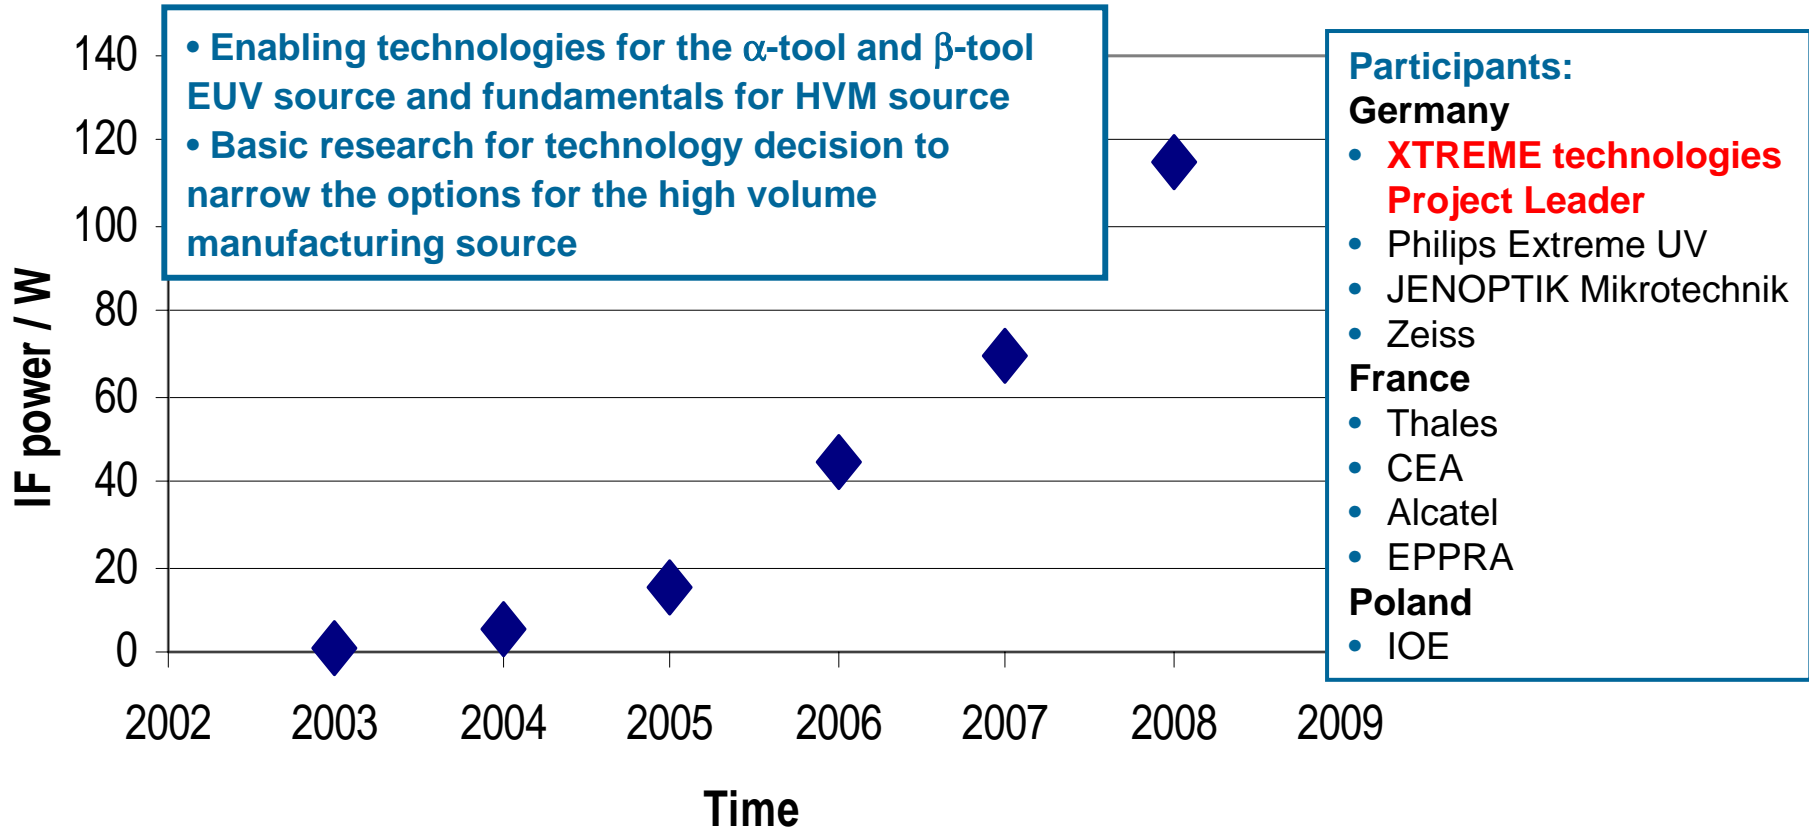 • Enabling technologies for the α-tool and β-tool
EUV source and fundamentals for HVM source
• Basic research for technology decision to
narrow the options for the high volume
manufacturing source
140
120
100
80
60
40
20
0
IF power / W
2002 2003 2004 2005 2006 2007 2008 2009
Time
Participants:
Germany
• XTREME technologies
Project Leader
• Philips Extreme UV
• JENOPTIK Mikrotechnik
• Zeiss
France
• Thales
• CEA
• Alcatel
• EPPRA
Poland
• IOE